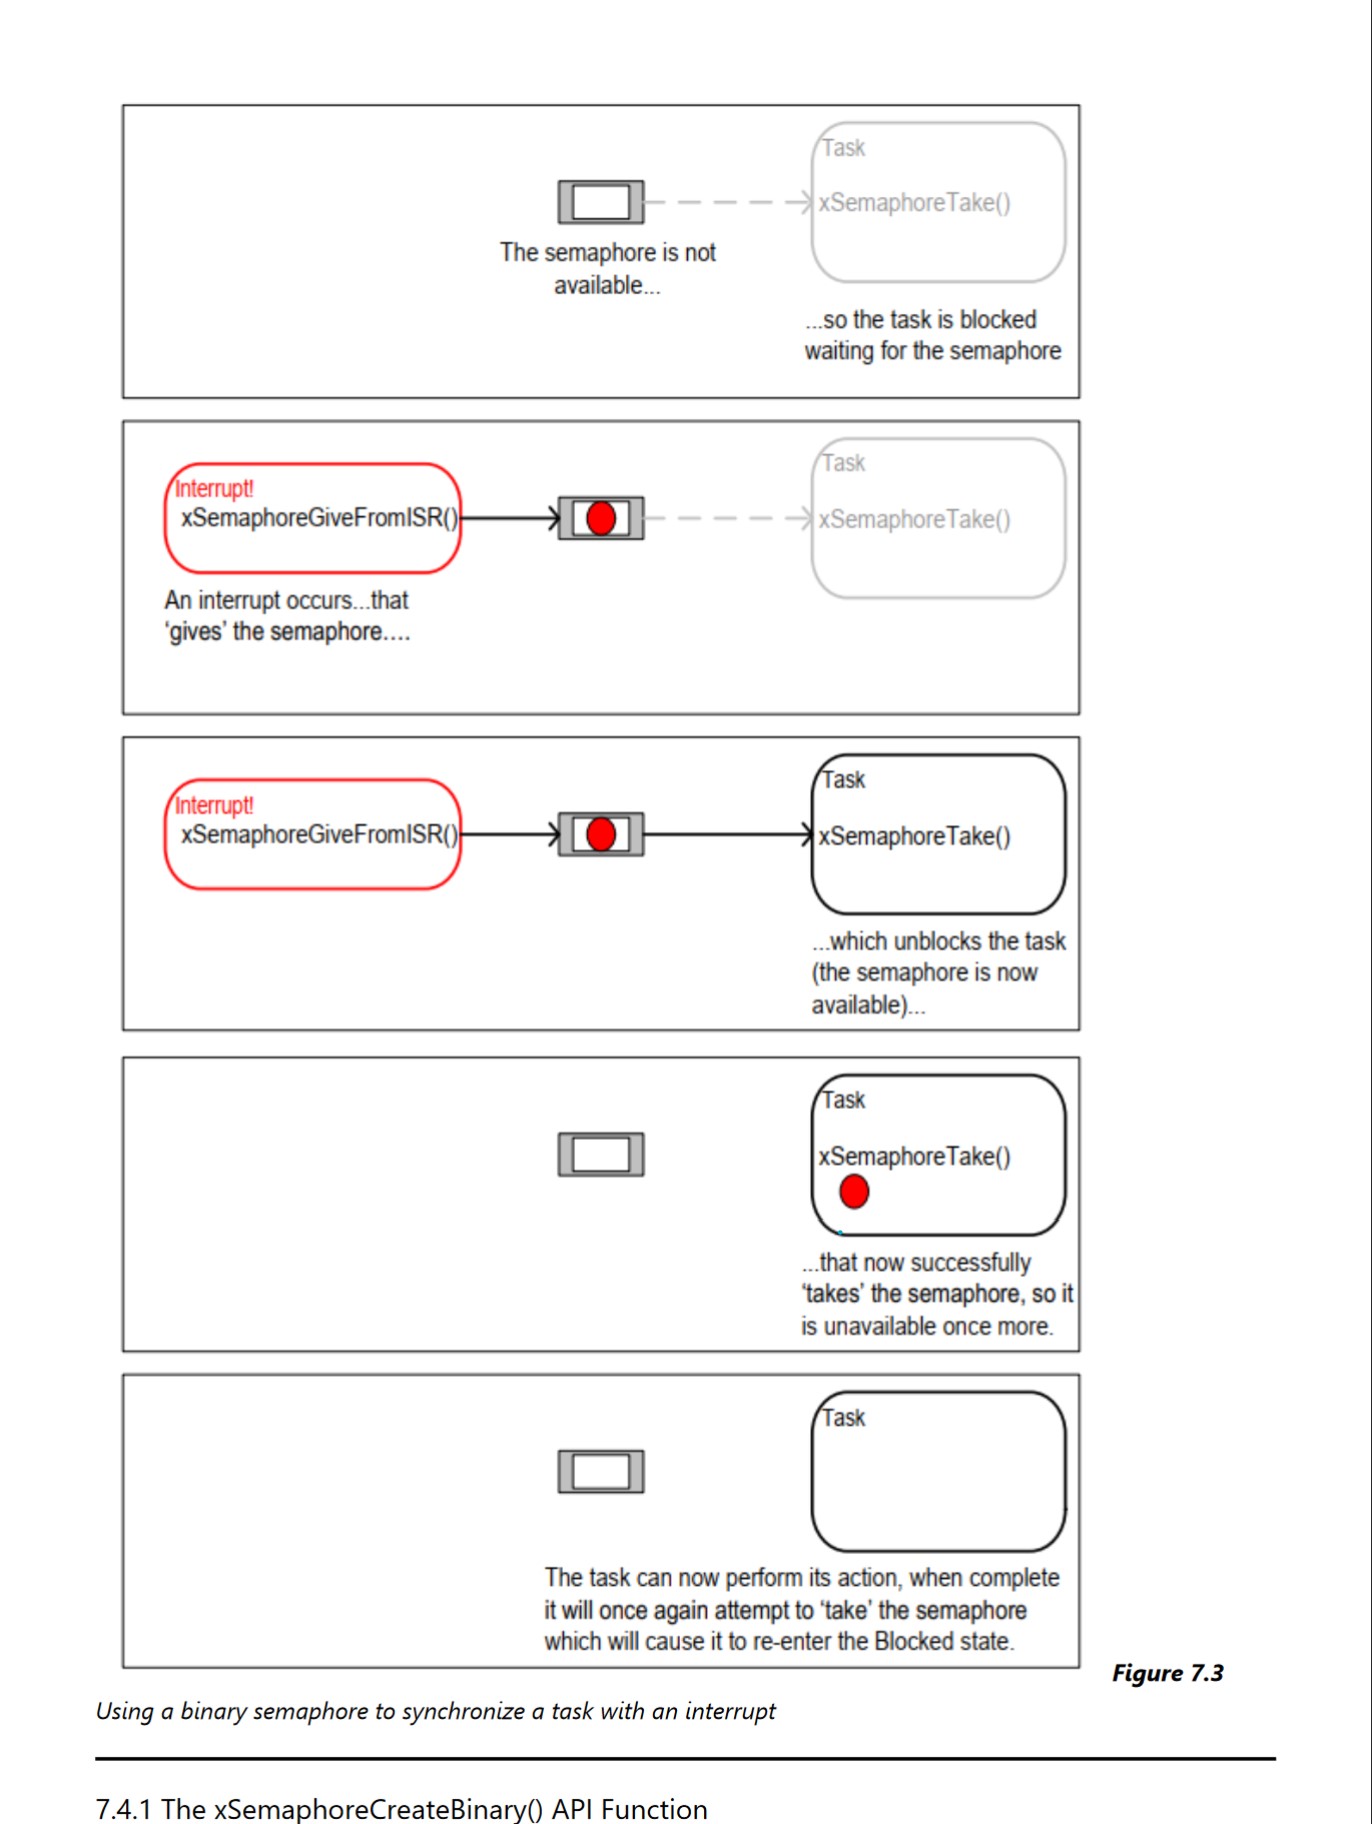 Task
xSemaphoreTake()
The semaphore is not
available...
...so the task is blocked
waiting for the semaphore
Interrupt!
xSemaphoreGiveFromISR()
Task
xSemaphoreTake()
An interrupt occurs...that
‘gives’ the semaphore....
Interrupt!
xSemaphoreGiveFromISR()
Task
xSemaphoreTake()
...which unblocks the task
(the semaphore is now
available)...
Task
xSemaphoreTake()
...that now successfully
‘takes’ the semaphore, so it
is unavailable once more.
Task
The task can now perform its action, when complete
it will once again attempt to ‘take’ the semaphore
which will cause it to re-enter the Blocked state.
Figure 7.3
Using a binary semaphore to synchronize a task with an interrupt
7.4.1 The xSemaphoreCreateBinary() API Function